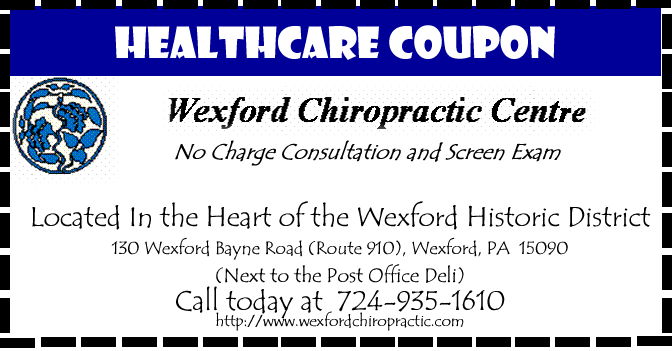 HEALTHCARE COUPON
Wexford Chiropractic Centre
No Charge Consultation and Screen Exam
Located In the Heart of the Wexford Historic District
130 Wexford Bayne Road (Route 910), Wexford, PA 15090
(Next to the Post Office Deli)
Call today at 724-935-1610
http://www.wexfordchiropractic.com